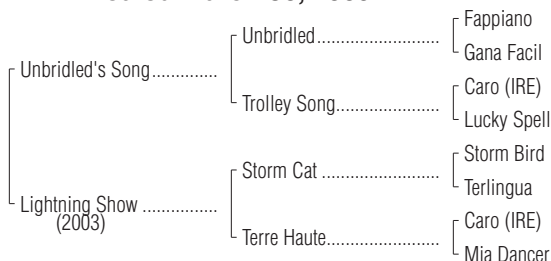 Fappiano
Unbridled..........................
Gana Facil
Unbridled's Song..............
Caro (IRE)
Trolley Song......................
Lucky Spell
Storm Bird
Storm Cat ..........................
Terlingua
Lightning Show ................
(2003)
Caro (IRE)
Terre Haute........................
Mia Dancer